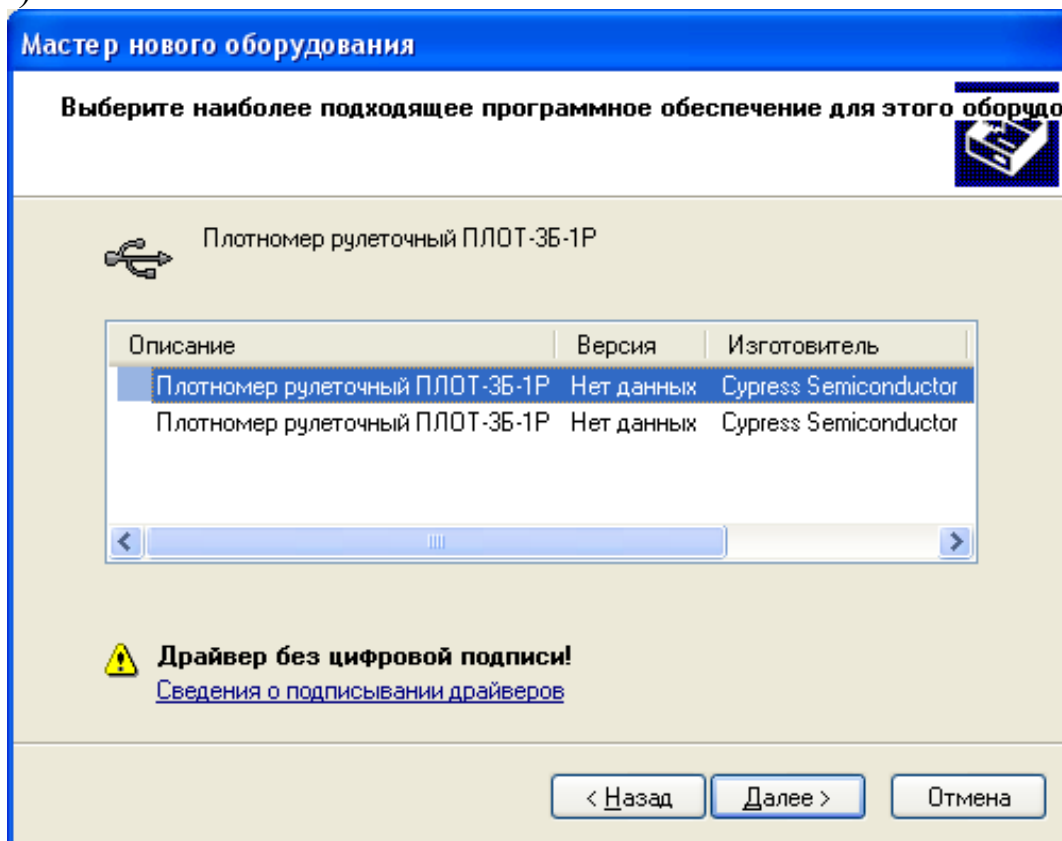 )
Мастер нового оборудования
Выберите наиболее подходящее программное обеспечение для этого оборудо
Плотномер рулеточный ПЛОТ-3Б-1Р
Описание Версия Изготовитель
Плотномер рулеточный ПЛОТ-3Б-1Р Нет данных Cypress Semiconductor
Плотномер рулеточный ПЛОТ-3Б-1Р Нет данных Cypress Semiconductor
Драйвер без цифровой подписи!
Сведения о подписывании драйверов
< Назад Далее > Отмена